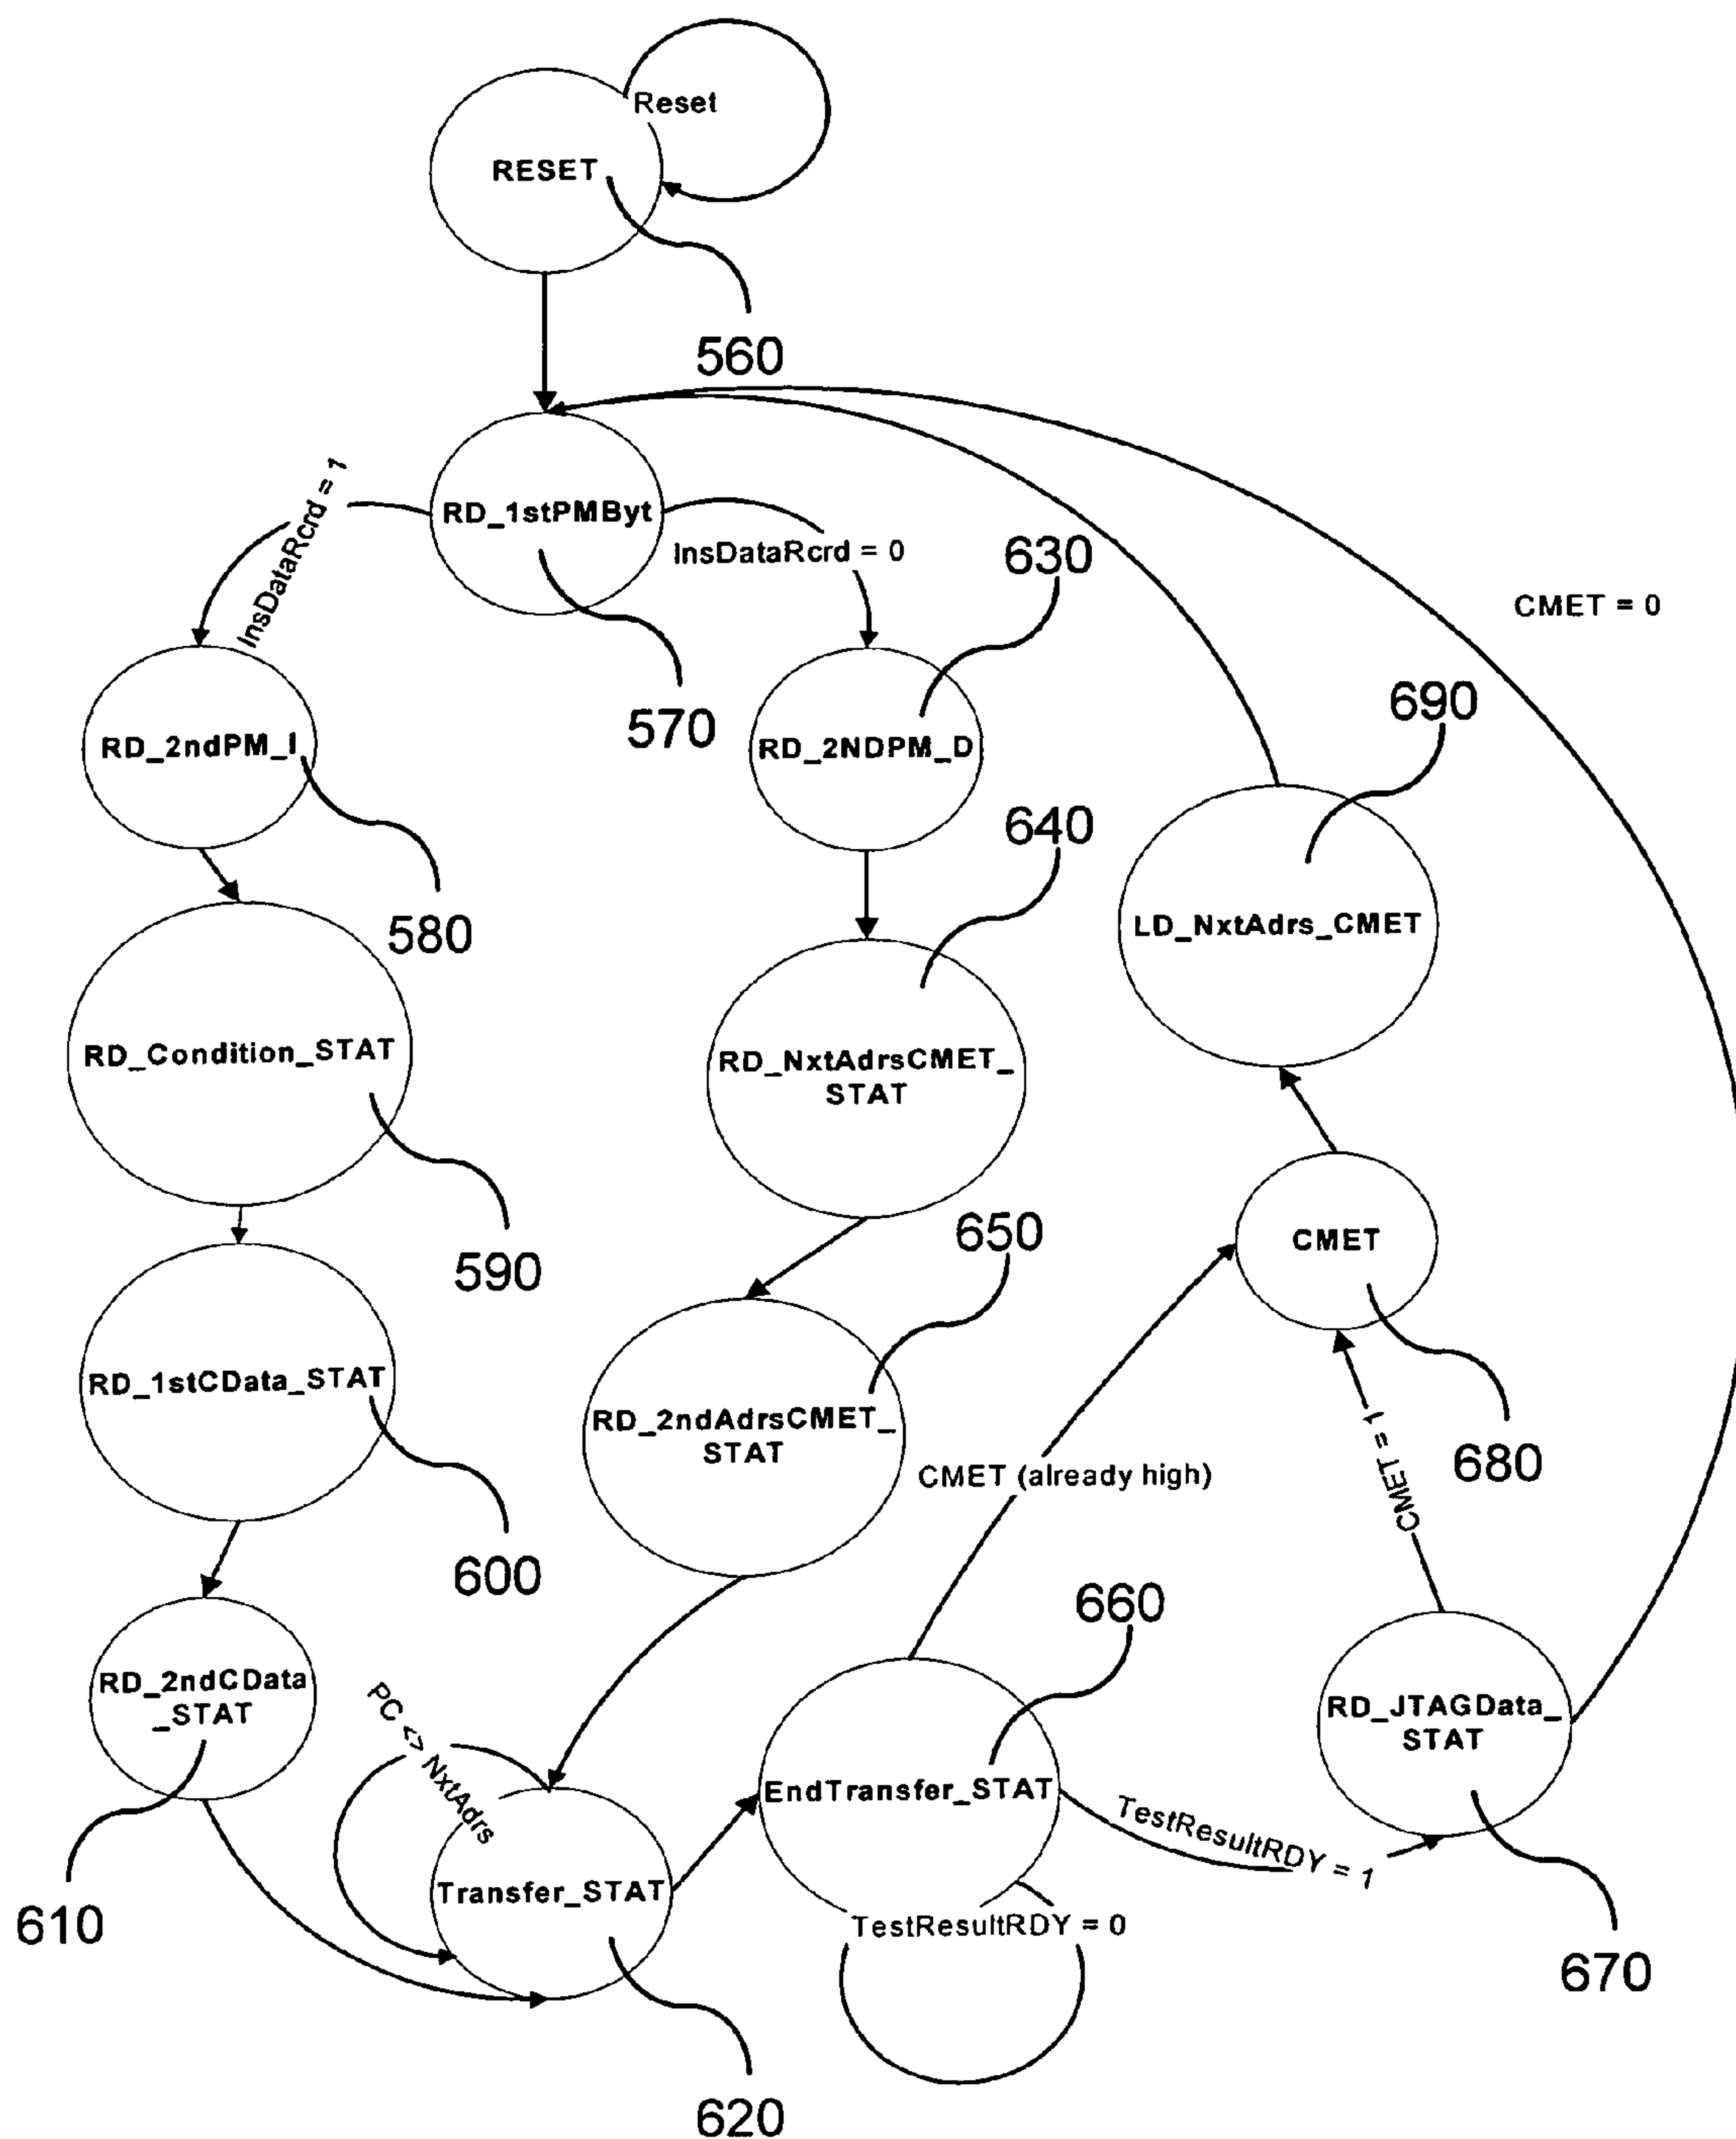 Reset
RESET
560
RD_1stPMByt
InsDataRcrd = 1
InsDataRcrd = 0
630
CMET = 0
570
690
RD_2ndPM_I
RD_2NDPM_D
640
580
LD_NxtAdrs_CMET
RD_Condition_STAT
RD_NxtAdrsCMET_
STAT
650
590
CMET
RD_1stCData_STAT
RD_2ndAdrsCMET_
STAT
CMET (already high)
CMET = 1
680
600
660
RD_2ndCData
_STAT
PC <> NxtAdrs
RD_JTAGData_
STAT
EndTransfer_STAT
TestResultRDY = 1
Transfer_STAT
610
TestResultRDY = 0
670
620